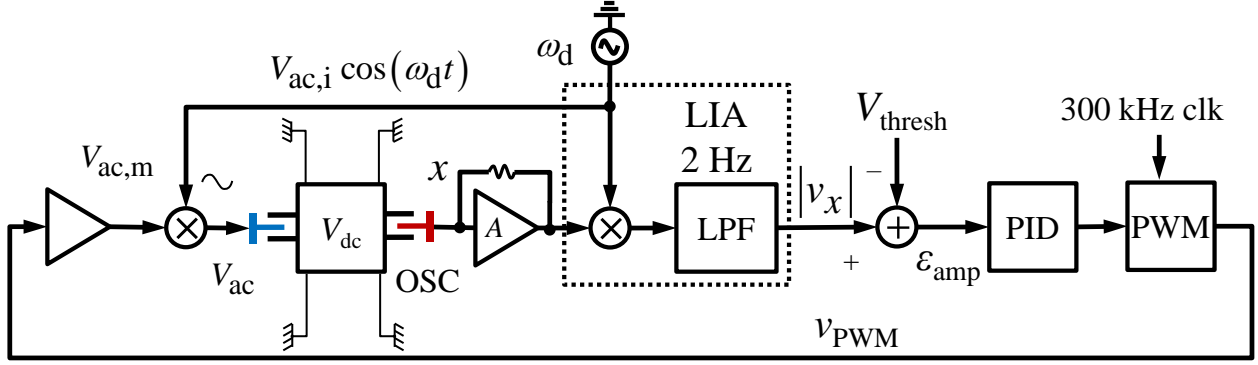 ω_d
V_ac,i cos(ω_d t)
LIA
2 Hz
V_thresh
300 kHz clk
V_ac,m
x
|v_x|
−
V_dc
A
LPF
PID
PWM
V_ac
OSC
+
ε_amp
v_PWM